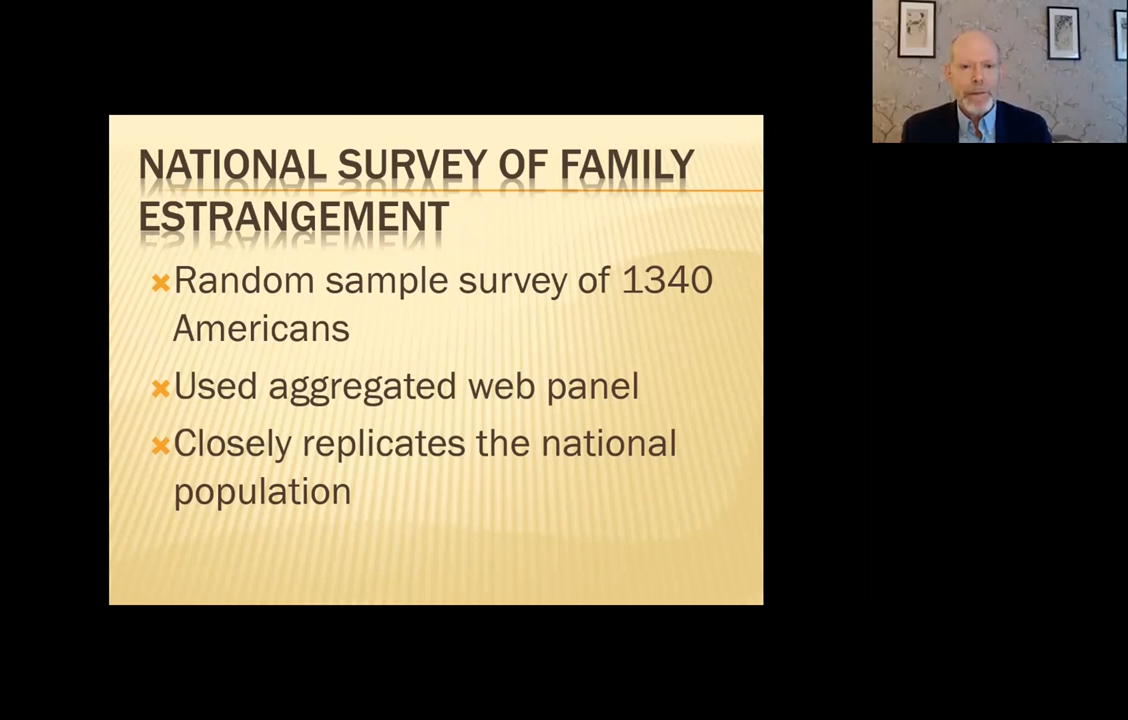 NATIONAL SURVEY OF FAMILY
ESTRANGEMENT
Random sample survey of 1340
Americans
Used aggregated web panel
Closely replicates the national
population